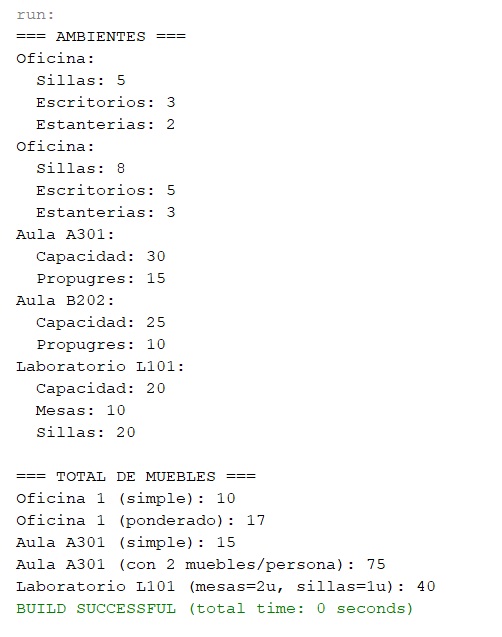 run:
=== AMBIENTES ===
Oficina:
  Sillas: 5
  Escritorios: 3
  Estanterias: 2
Oficina:
  Sillas: 8
  Escritorios: 5
  Estanterias: 3
Aula A301:
  Capacidad: 30
  Propugres: 15
Aula B202:
  Capacidad: 25
  Propugres: 10
Laboratorio L101:
  Capacidad: 20
  Mesas: 10
  Sillas: 20

=== TOTAL DE MUEBLES ===
Oficina 1 (simple): 10
Oficina 1 (ponderado): 17
Aula A301 (simple): 15
Aula A301 (con 2 muebles/persona): 75
Laboratorio L101 (mesas=2u, sillas=1u): 40
BUILD SUCCESSFUL (total time: 0 seconds)